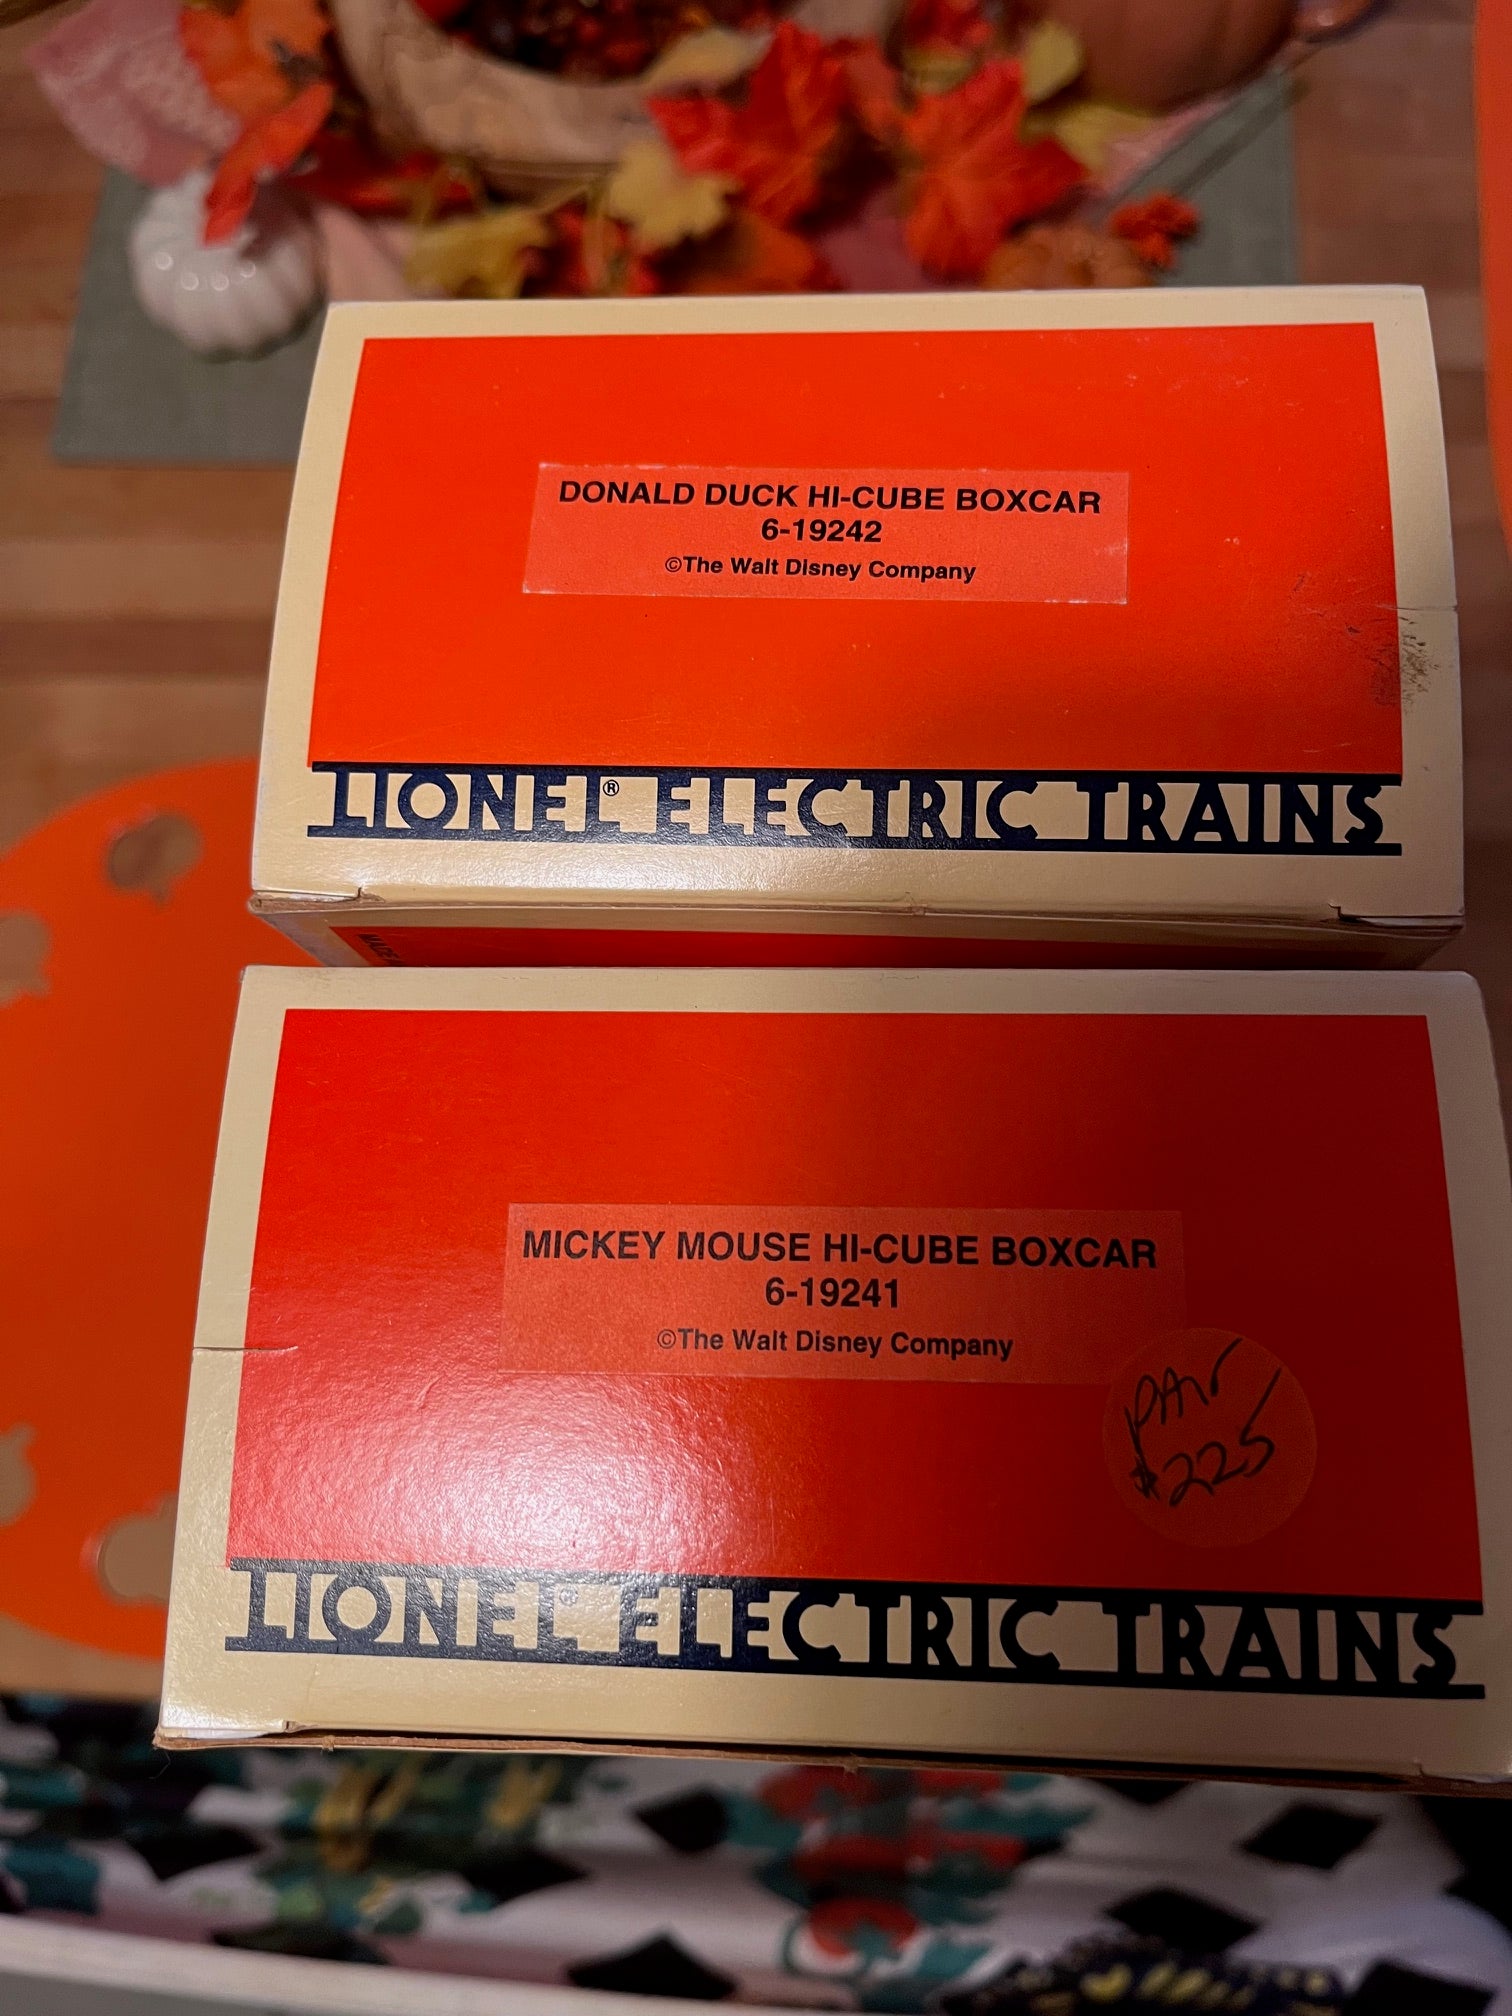 DONALD DUCK HI-CUBE BOXCAR
6-19242
©The Walt Disney Company
LIONEL® ELECTRIC TRAINS
MADE
MICKEY MOUSE HI-CUBE BOXCAR
6-19241
©The Walt Disney Company
PAIR
$225
LIONEL® ELECTRIC TRAINS